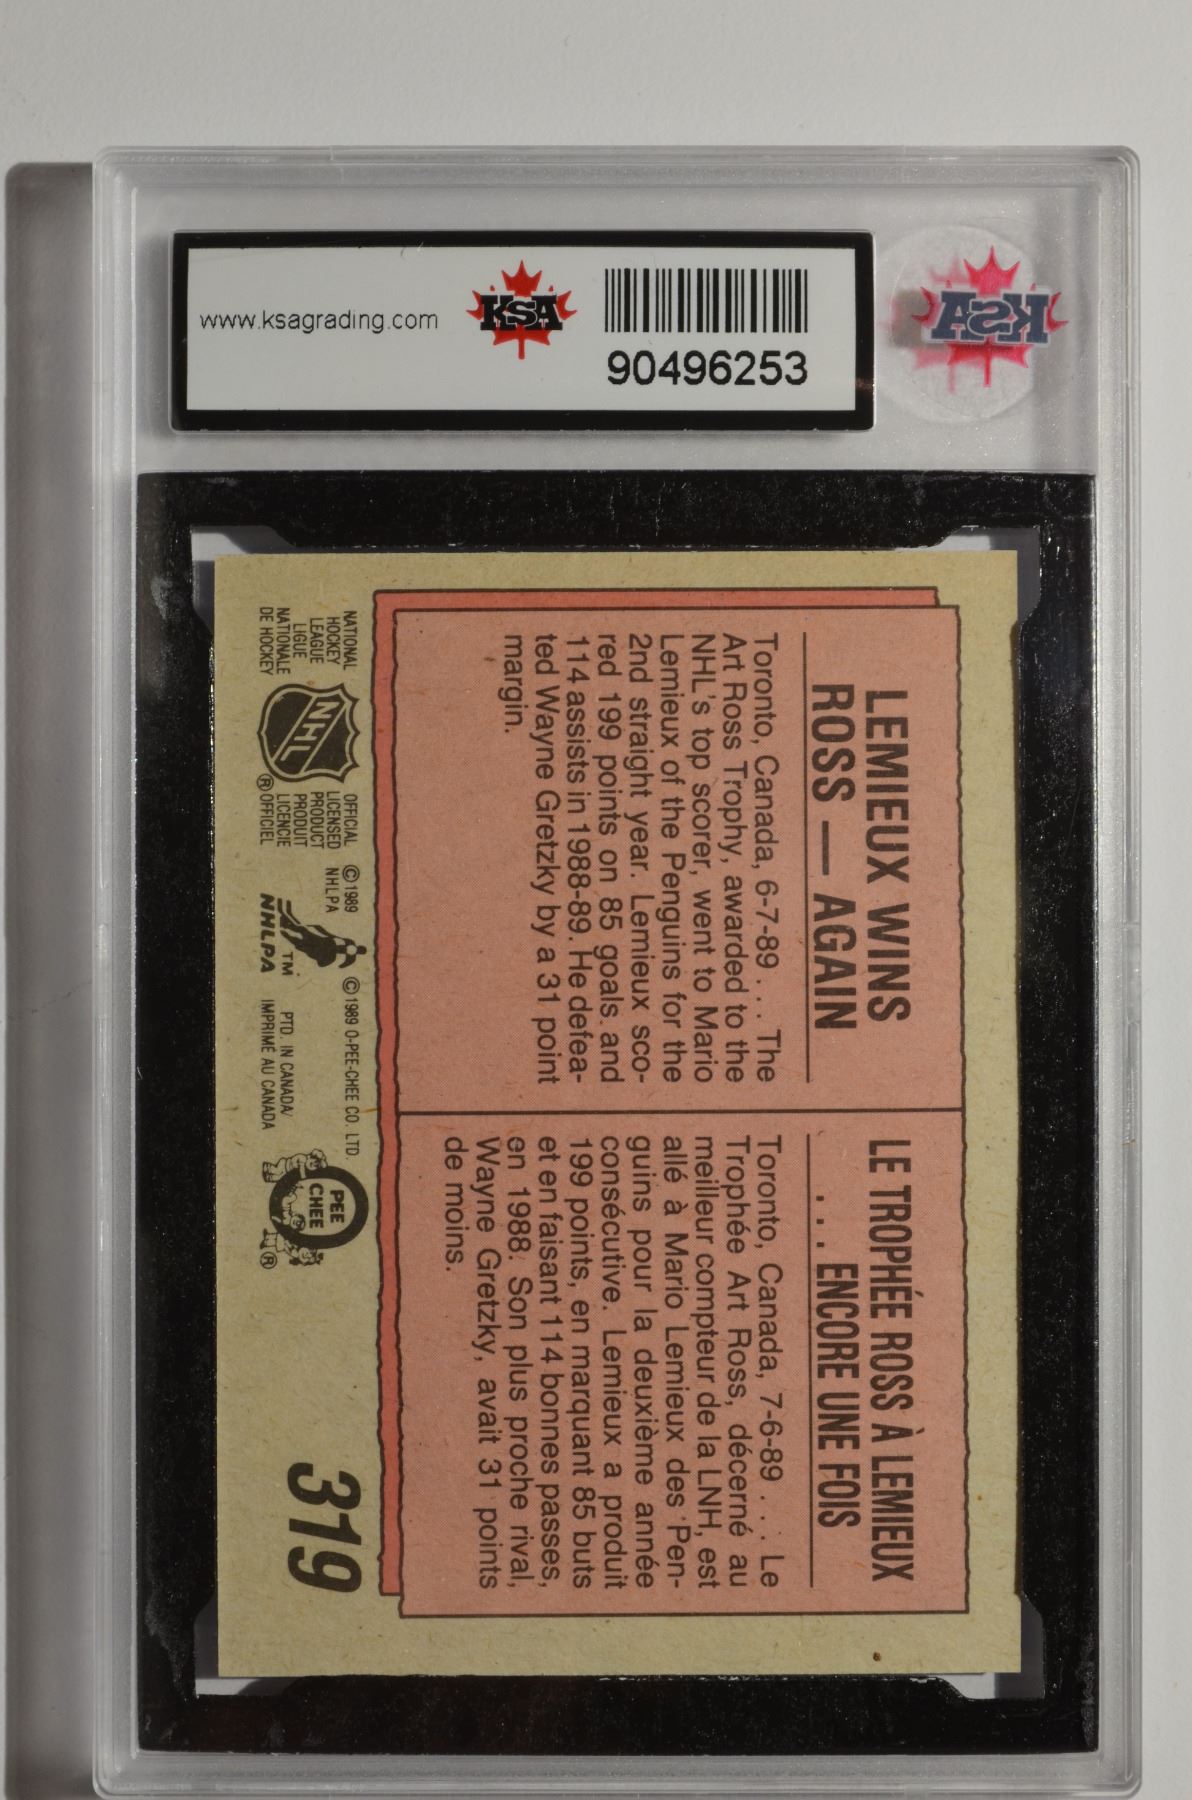 www.ksagrading.com
KSA
90496253
KSA
LEMIEUX WINS
ROSS — AGAIN
Toronto, Canada, 6-7-89 . . . The
Art Ross Trophy, awarded to the
NHL's top scorer, went to Mario
Lemieux of the Penguins for the
2nd straight year. Lemieux sco-
red 199 points on 85 goals and
114 assists in 1988-89. He defea-
ted Wayne Gretzky by a 31 point
margin.
LE TROPHÉE ROSS À LEMIEUX
. . . ENCORE UNE FOIS
Toronto, Canada, 7-6-89 . . . Le
Trophée Art Ross, décerné au
meilleur compteur de la LNH, est
allé à Mario Lemieux des Pen-
guins pour la deuxième année
consécutive. Lemieux a produit
199 points, en marquant 85 buts
et en faisant 114 bonnes passes,
en 1988. Son plus proche rival,
Wayne Gretzky, avait 31 points
de moins.
NATIONAL
HOCKEY
LEAGUE
LIGUE
NATIONALE
DE HOCKEY
NHL
®
OFFICIAL
LICENSED
PRODUCT
PRODUIT
LICENCIE
OFFICIEL
© 1989
NHLPA
TM
NHLPA
© 1989 O-PEE-CHEE CO. LTD.
PTD. IN CANADA/
IMPRIMÉ AU CANADA
O
PEE
CHEE
®
319